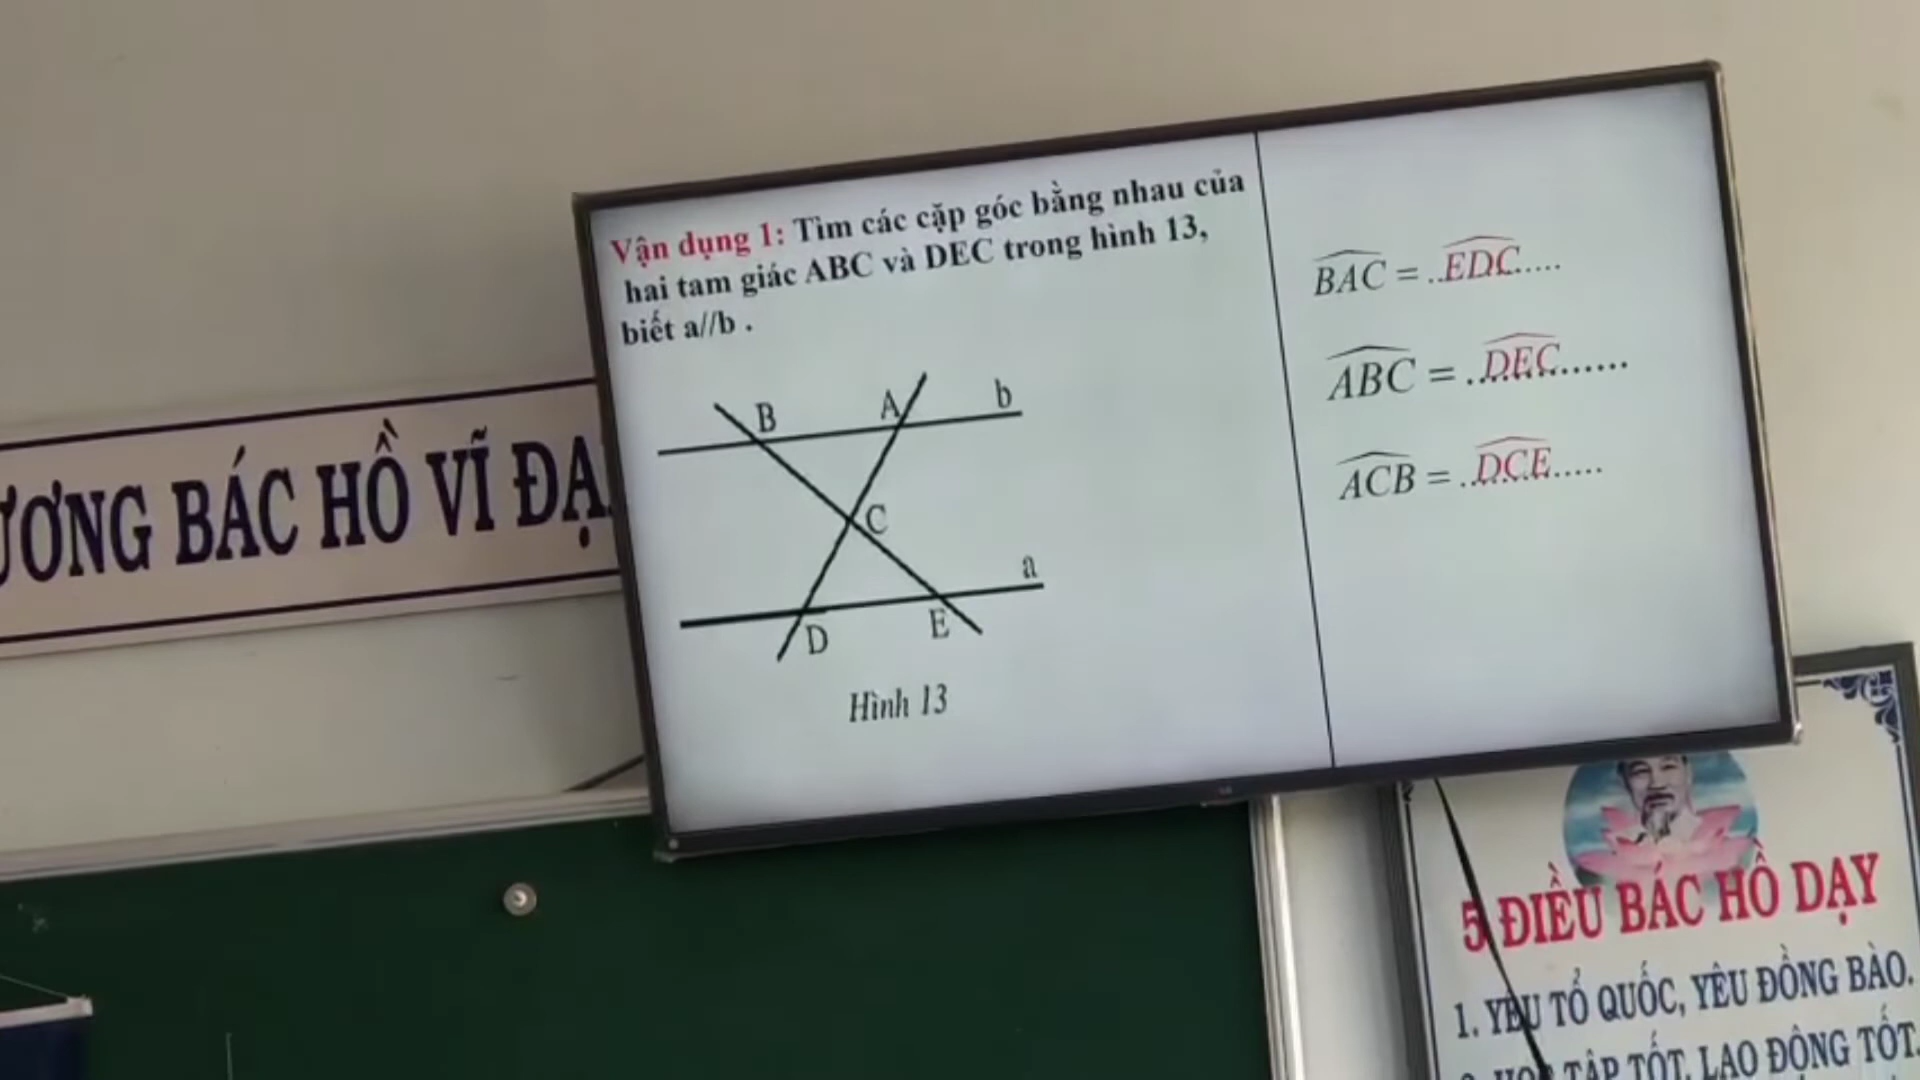 ƯƠNG BÁC HỒ VĨ ĐẠ
Vận dụng 1: Tìm các cặp góc bằng nhau của
hai tam giác ABC và DEC trong hình 13,
biết a//b .
B
A
b
C
a
D
E
Hình 13
BAC = ..EDC.....
ABC = ..DEC......
ACB = ..DCE.....
5 ĐIỀU BÁC HỒ DẠY
1. YÊU TỔ QUỐC, YÊU ĐỒNG BÀO.
TẬP TỐT, LAO ĐỘNG TỐT.